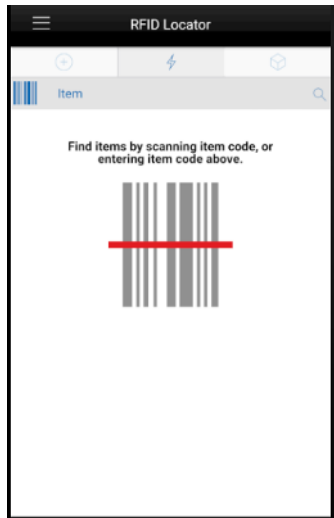 RFID Locator
Item
Find items by scanning item code, or
entering item code above.